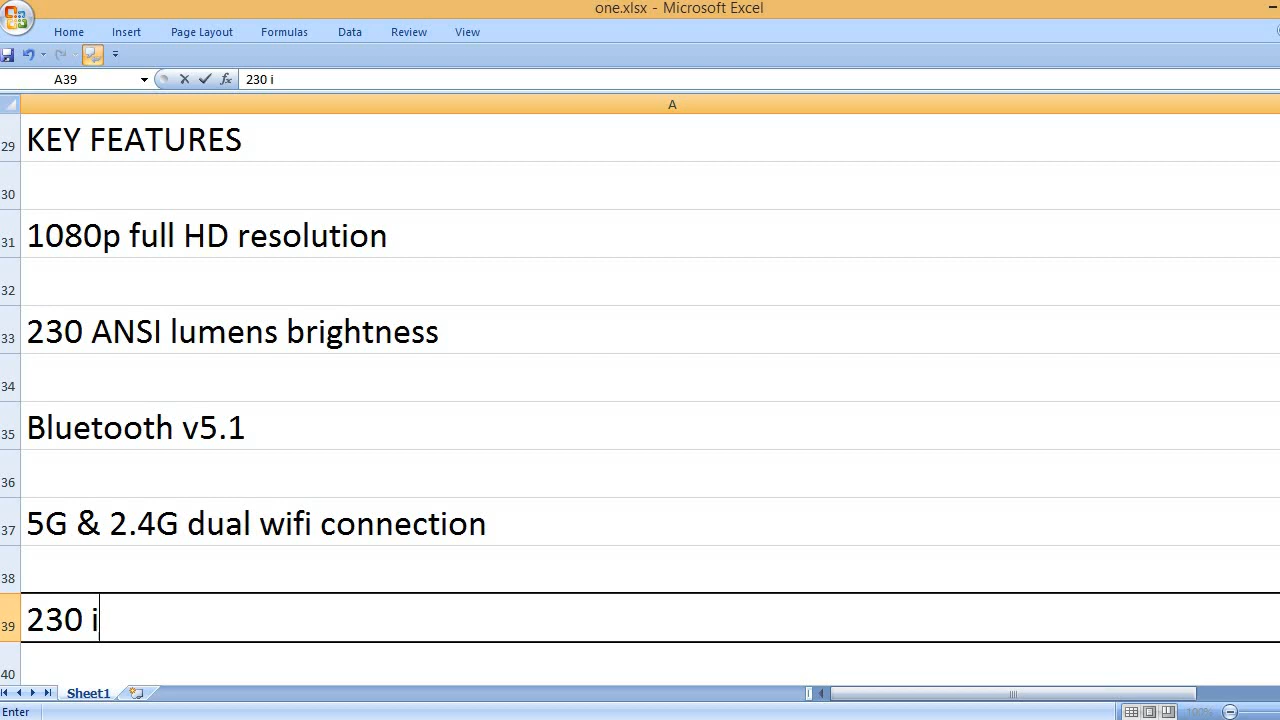 one.xlsx - Microsoft Excel
Home Insert Page Layout Formulas Data Review View
A39 fx 230 i
A
29 KEY FEATURES
30
31 1080p full HD resolution
32
33 230 ANSI lumens brightness
34
35 Bluetooth v5.1
36
37 5G & 2.4G dual wifi connection
38
39 230 i
40
Sheet1
Enter 100%